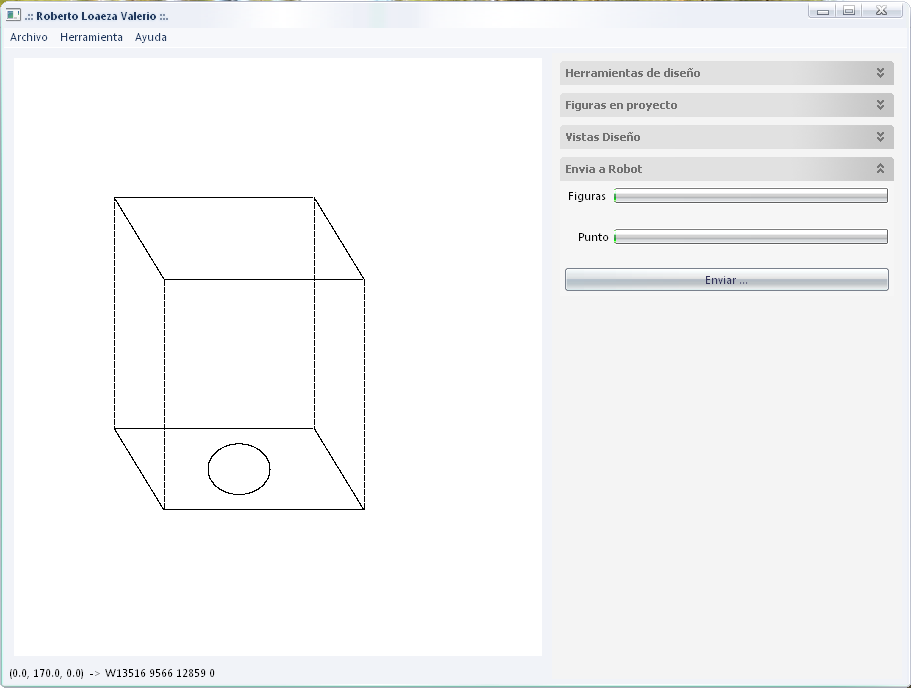 .:: Roberto Loaeza Valerio ::.
Archivo Herramienta Ayuda
Herramientas de diseño
Figuras en proyecto
Vistas Diseño
Envia a Robot
Figuras
Punto
Enviar ...
(0.0, 170.0, 0.0) -> W13516 9566 12859 0